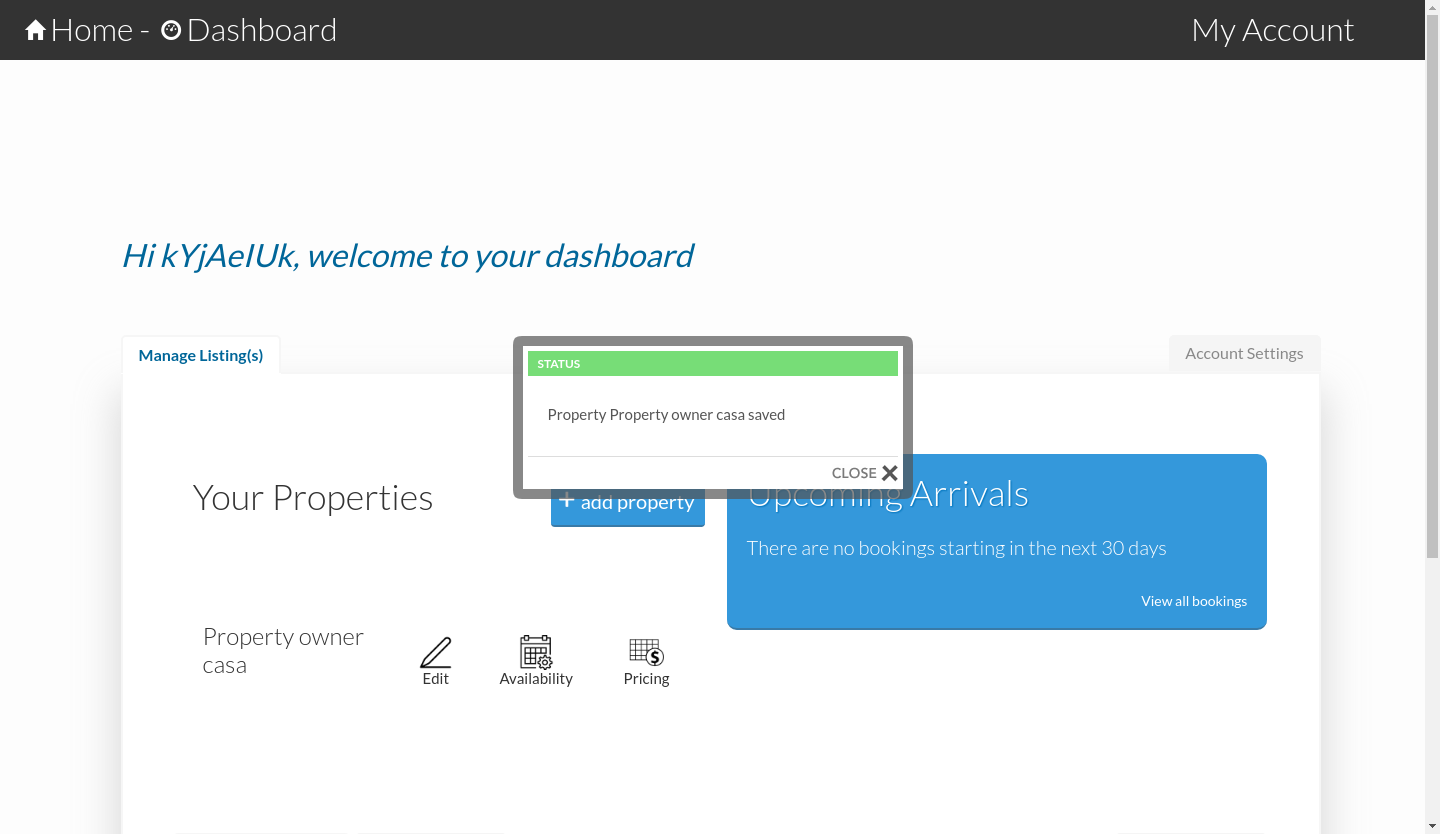 Home - Dashboard
My Account
Hi kYjAeIUk, welcome to your dashboard
Manage Listing(s)
Account Settings
STATUS
Property Property owner casa saved
CLOSE
Your Properties
+ add property
Upcoming Arrivals
There are no bookings starting in the next 30 days
View all bookings
Property owner
casa
Edit
Availability
Pricing